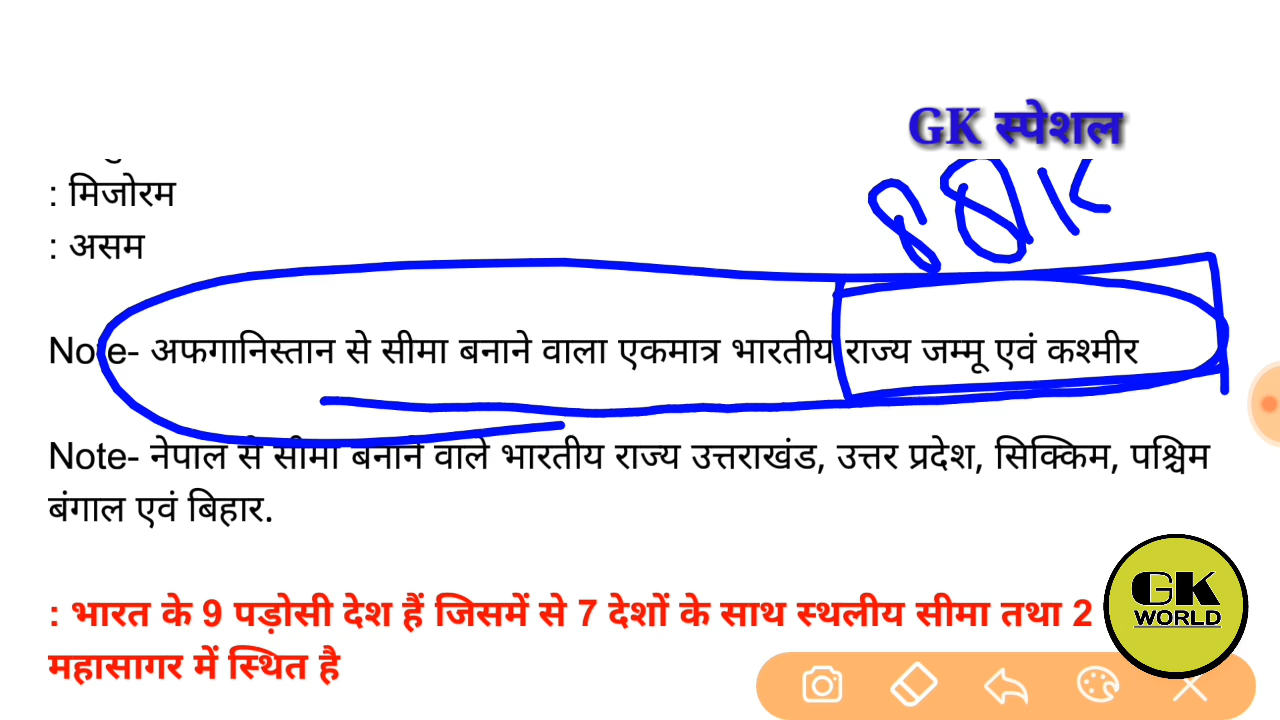 GK स्पेशल
: मिजोरम
: असम
Note- अफगानिस्तान से सीमा बनाने वाला एकमात्र भारतीय राज्य जम्मू एवं कश्मीर
Note- नेपाल से सीमा बनाने वाले भारतीय राज्य उत्तराखंड, उत्तर प्रदेश, सिक्किम, पश्चिम
बंगाल एवं बिहार.
: भारत के 9 पड़ोसी देश हैं जिसमें से 7 देशों के साथ स्थलीय सीमा तथा 2
महासागर में स्थित है
GK
WORLD